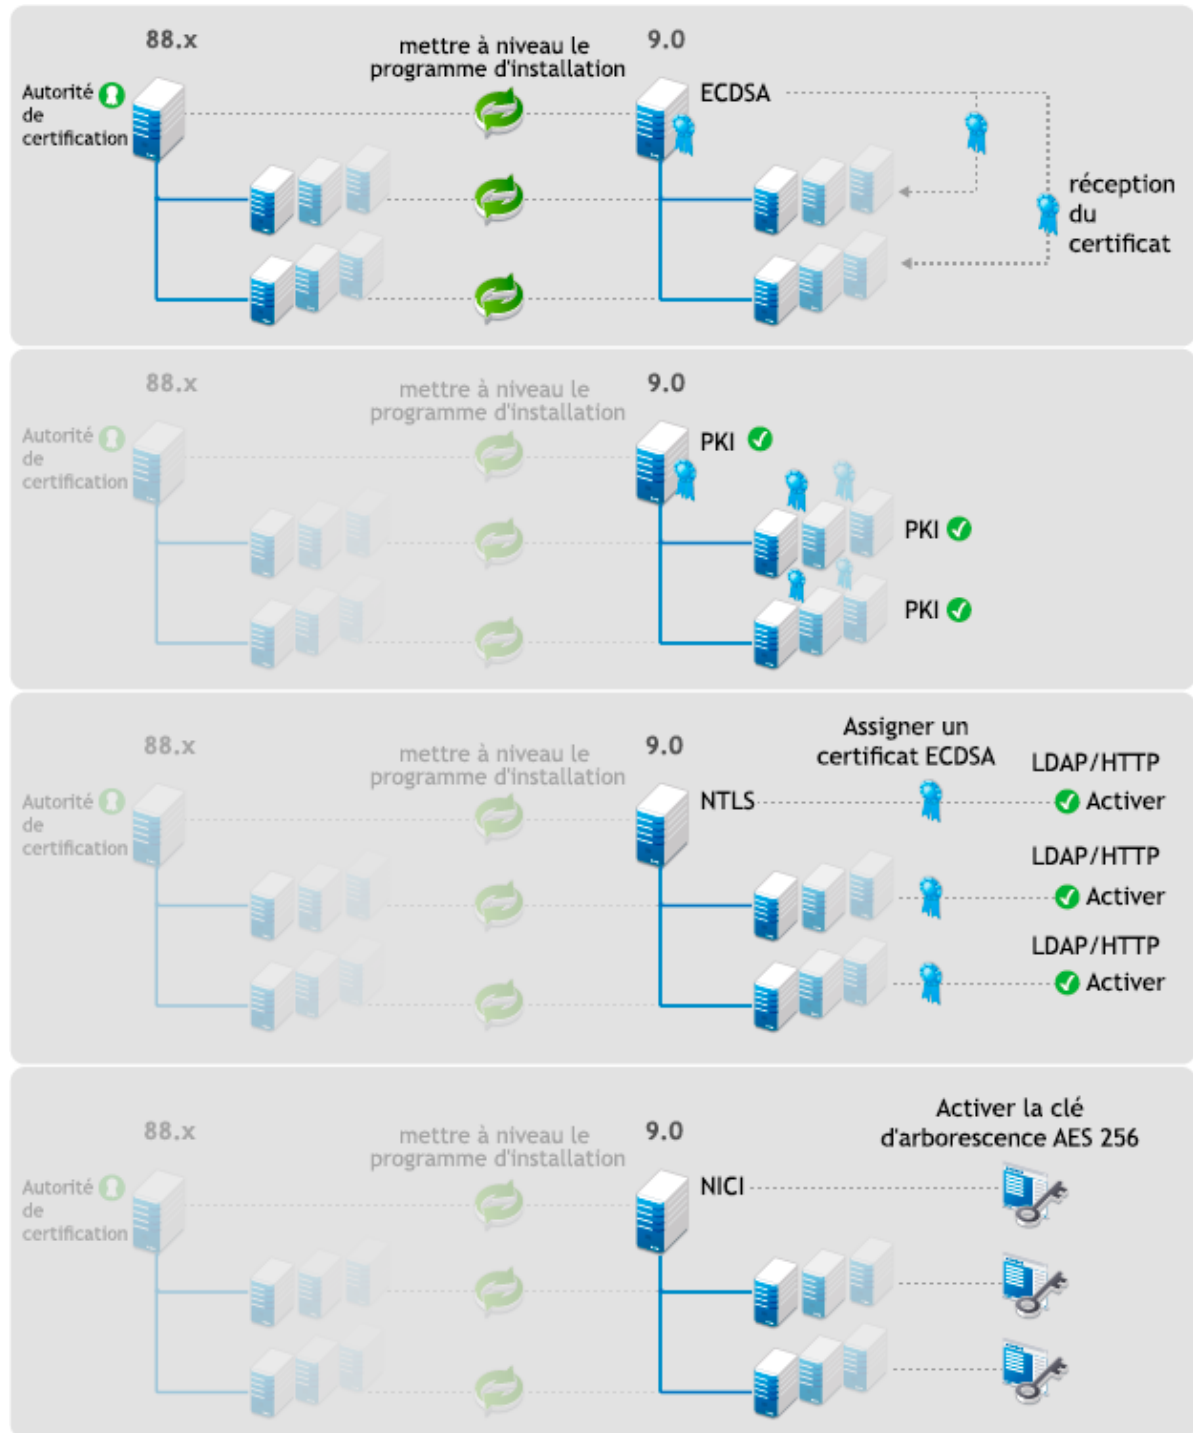 88.x
mettre à niveau le
programme d'installation
9.0
Autorité
de
certification
ECDSA
réception
du
certificat
88.x
mettre à niveau le
programme d'installation
9.0
Autorité
de
certification
PKI
PKI
PKI
88.x
mettre à niveau le
programme d'installation
9.0
Assigner un
certificat ECDSA
LDAP/HTTP
Autorité
de
certification
NTLS
Activer
LDAP/HTTP
Activer
LDAP/HTTP
Activer
88.x
mettre à niveau le
programme d'installation
9.0
Activer la clé
d'arborescence AES 256
Autorité
de
certification
NICI